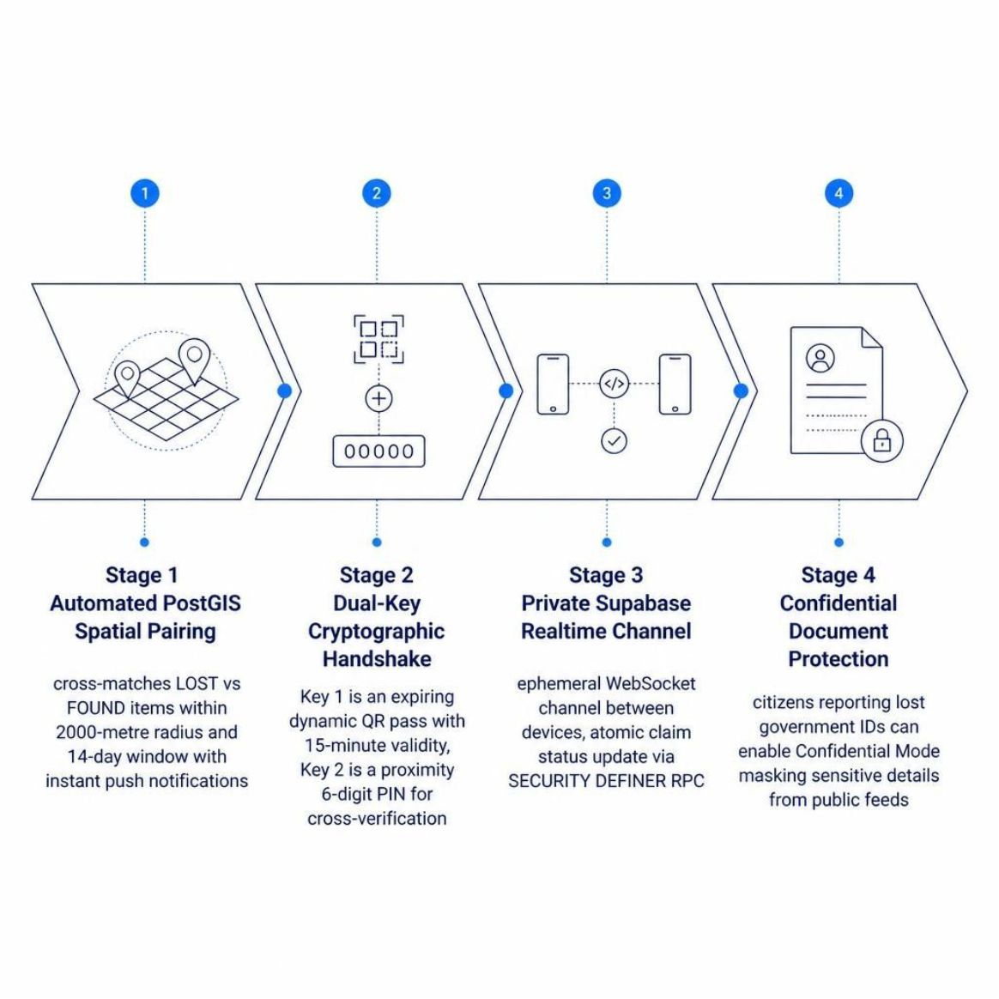 1
2
3
4
</>
00000
Stage 1
Automated PostGIS
Spatial Pairing
cross-matches LOST vs
FOUND items within
2000-metre radius and
14-day window with
instant push notifications
Stage 2
Dual-Key
Cryptographic
Handshake
Key 1 is an expiring
dynamic QR pass with
15-minute validity,
Key 2 is a proximity
6-digit PIN for
cross-verification
Stage 3
Private Supabase
Realtime Channel
ephemeral WebSocket
channel between
devices, atomic claim
status update via
SECURITY DEFINER RPC
Stage 4
Confidential
Document
Protection
citizens reporting lost
government IDs can
enable Confidential Mode
masking sensitive details
from public feeds